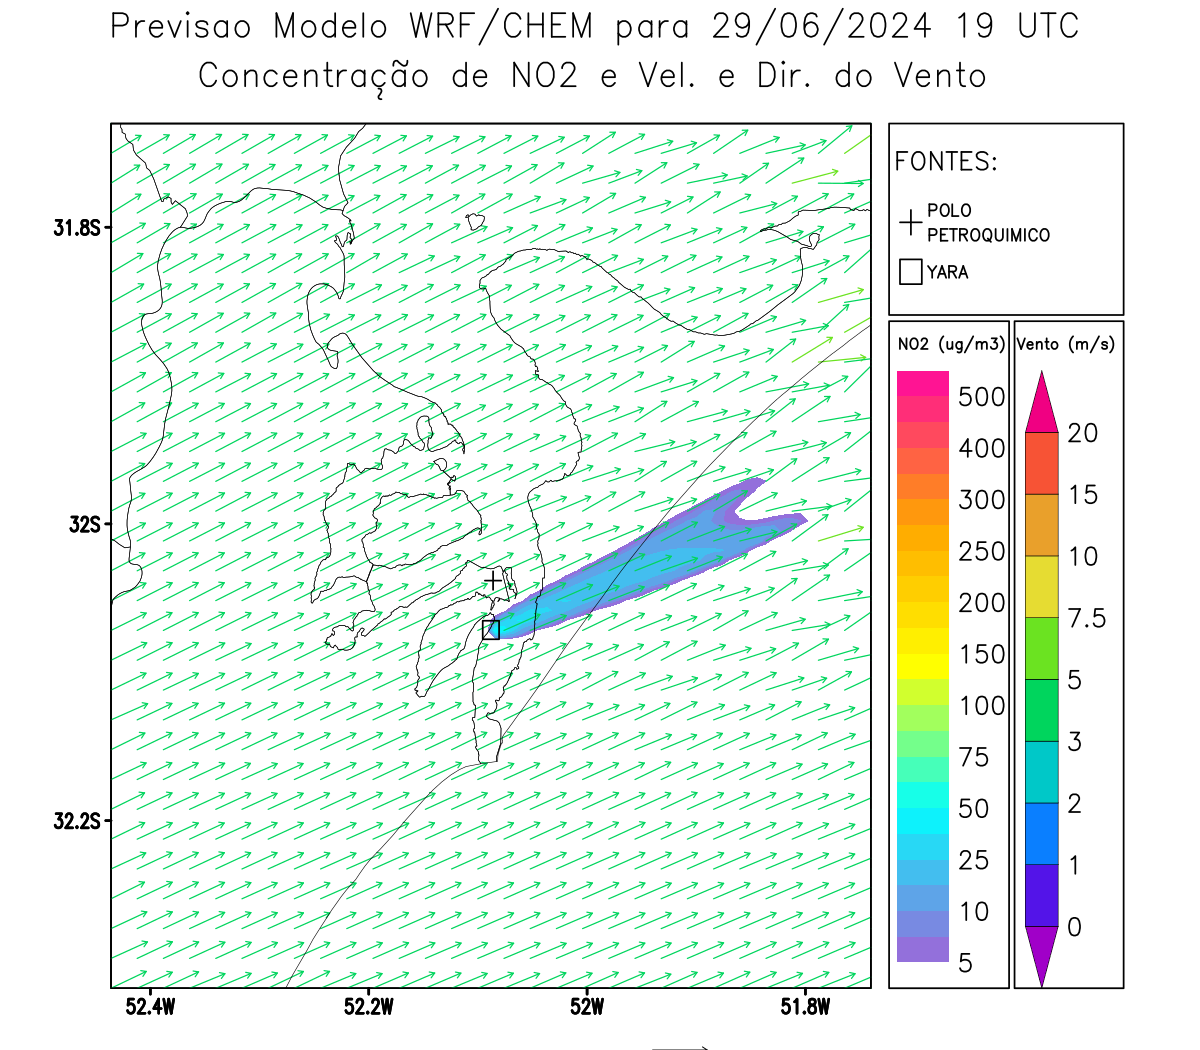 Previsao Modelo WRF/CHEM para 29/06/2024 19 UTC
Concentração de NO2 e Vel. e Dir. do Vento
FONTES:
POLO
PETROQUIMICO
YARA
NO2 (ug/m3)
500
400
300
250
200
150
100
75
50
25
10
5
Vento (m/s)
20
15
10
7.5
5
3
2
1
0
31.8S
32S
32.2S
52.4W
52.2W
52W
51.8W